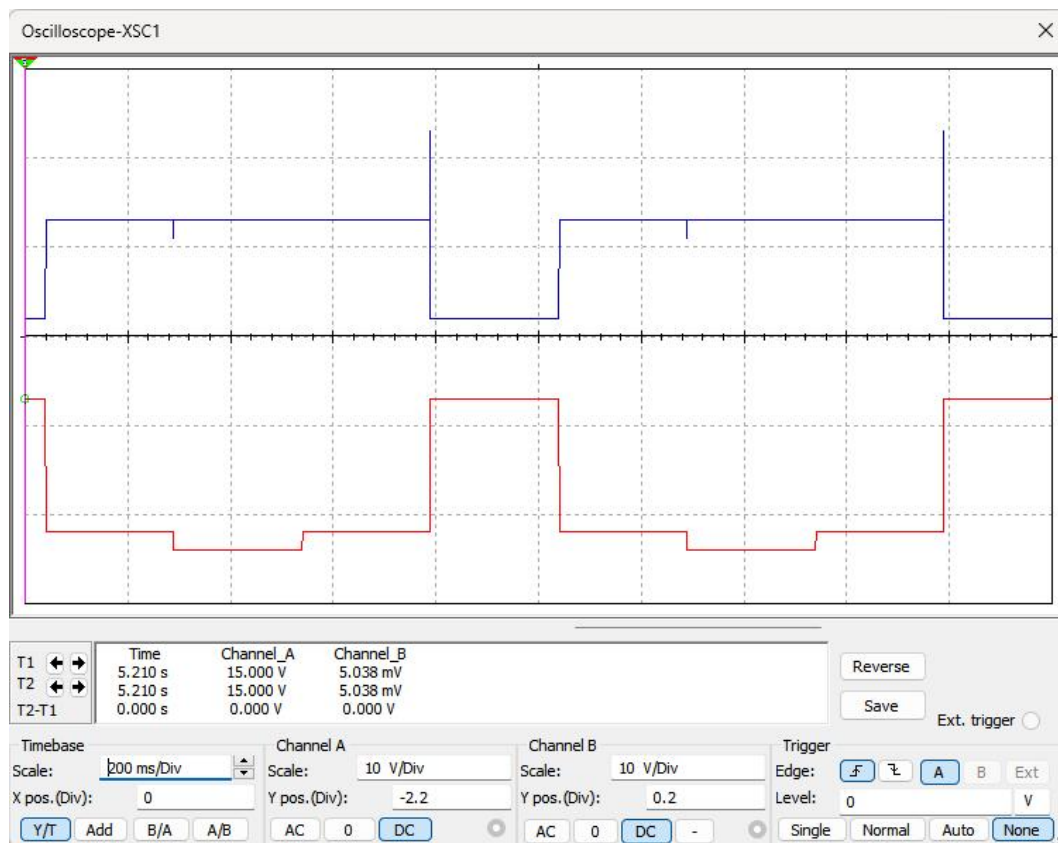 Oscilloscope-XSC1
T1 Time Channel_A Channel_B
5.210 s 15.000 V 5.038 mV
T2 5.210 s 15.000 V 5.038 mV
T2-T1 0.000 s 0.000 V 0.000 V
Reverse
Save
Ext. trigger
Timebase Channel A Channel B Trigger
Scale: 200 ms/Div Scale: 10 V/Div Scale: 10 V/Div Edge: A B Ext
X pos.(Div): 0 Y pos.(Div): -2.2 Y pos.(Div): 0.2 Level: 0 V
Y/T Add B/A A/B AC 0 DC AC 0 DC - Single Normal Auto None